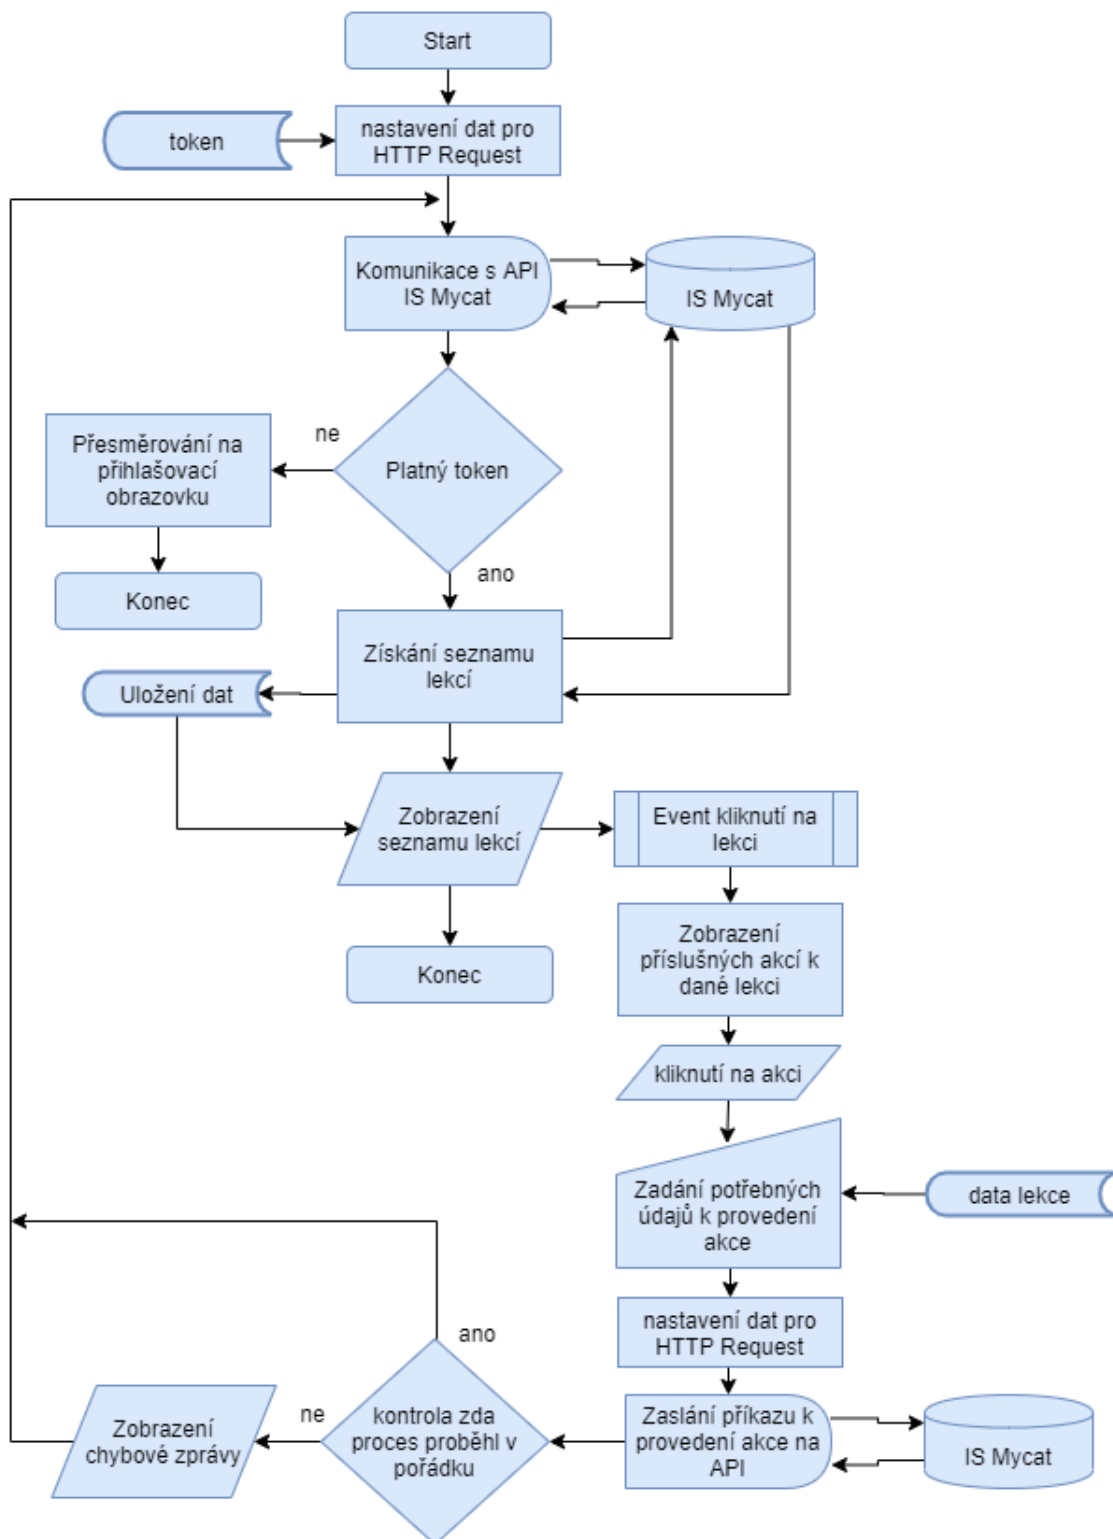 Start
token
nastavení dat pro
HTTP Request
Komunikace s API
IS Mycat
IS Mycat
Platný token
ne
Přesměrování na
přihlašovací
obrazovku
Konec
ano
Získání seznamu
lekcí
Uložení dat
Zobrazení
seznamu lekcí
Event kliknutí na
lekci
Konec
Zobrazení
příslušných akcí k
dané lekci
kliknutí na akci
Zadání potřebných
údajů k provedení
akce
data lekce
nastavení dat pro
HTTP Request
Zaslání příkazu k
provedení akce na
API
IS Mycat
kontrola zda
proces proběhl v
pořádku
ano
ne
Zobrazení
chybové zprávy